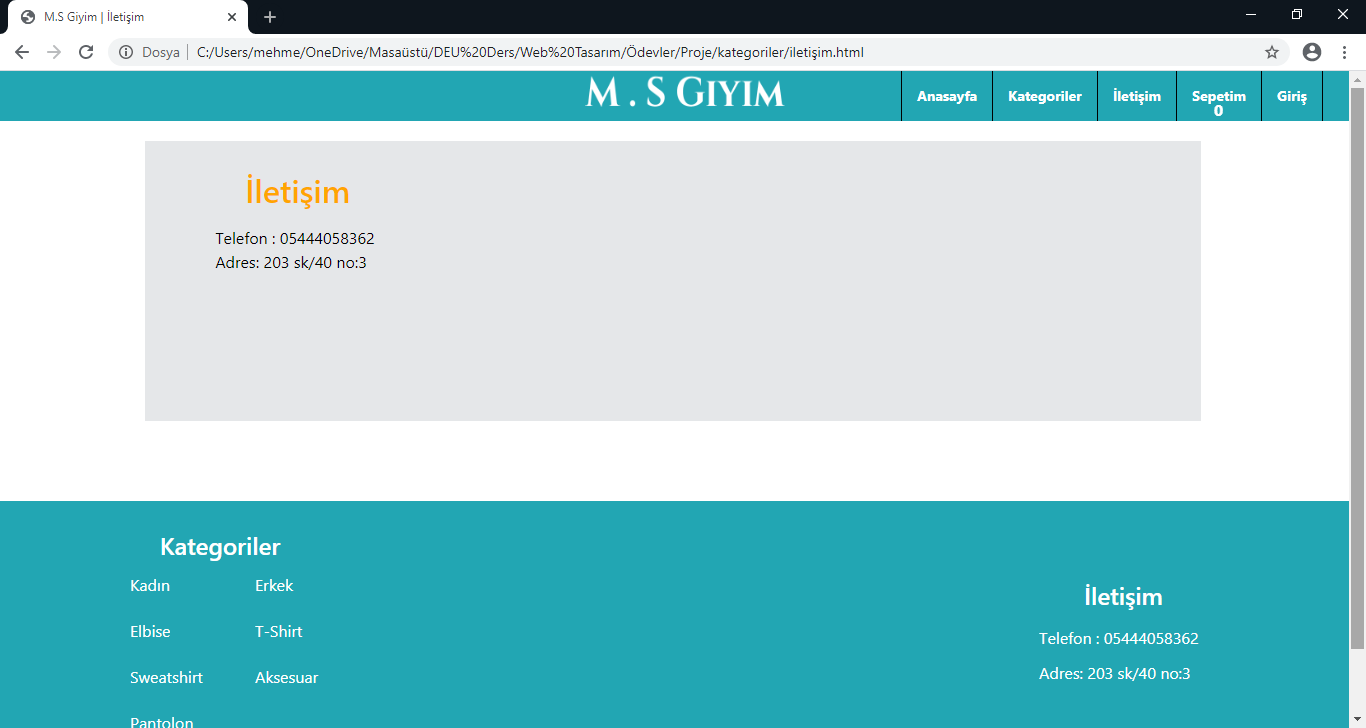 M.S Giyim | İletişim
Dosya C:/Users/mehme/OneDrive/Masaüstü/DEU%20Ders/Web%20Tasarım/Ödevler/Proje/kategoriler/iletişim.html
M . S GIYIM
Anasayfa
Kategoriler
İletişim
Sepetim
0
Giriş
İletişim
Telefon : 05444058362
Adres: 203 sk/40 no:3
Kategoriler
Kadın
Erkek
Elbise
T-Shirt
Sweatshirt
Aksesuar
Pantolon
İletişim
Telefon : 05444058362
Adres: 203 sk/40 no:3